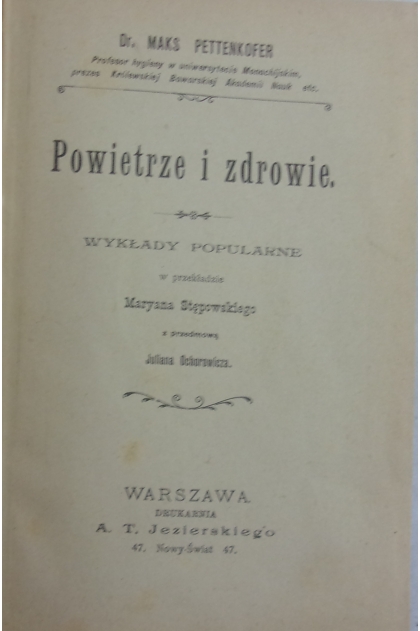 Dr. MAKS PETTENKOFER
Profesor hygieny w uniwersytecie Monachijskim,
prezes Królewskiej Bawarskiej Akademii Nauk etc.
Powietrze i zdrowie.
WYKŁADY POPULARNE
w przekładzie
Maryana Stępowskiego
z przedmową
Juliana Ochorowicza.
WARSZAWA.
DRUKARNIA
A. T. Jezierskiego
47. Nowy-Świat 47.